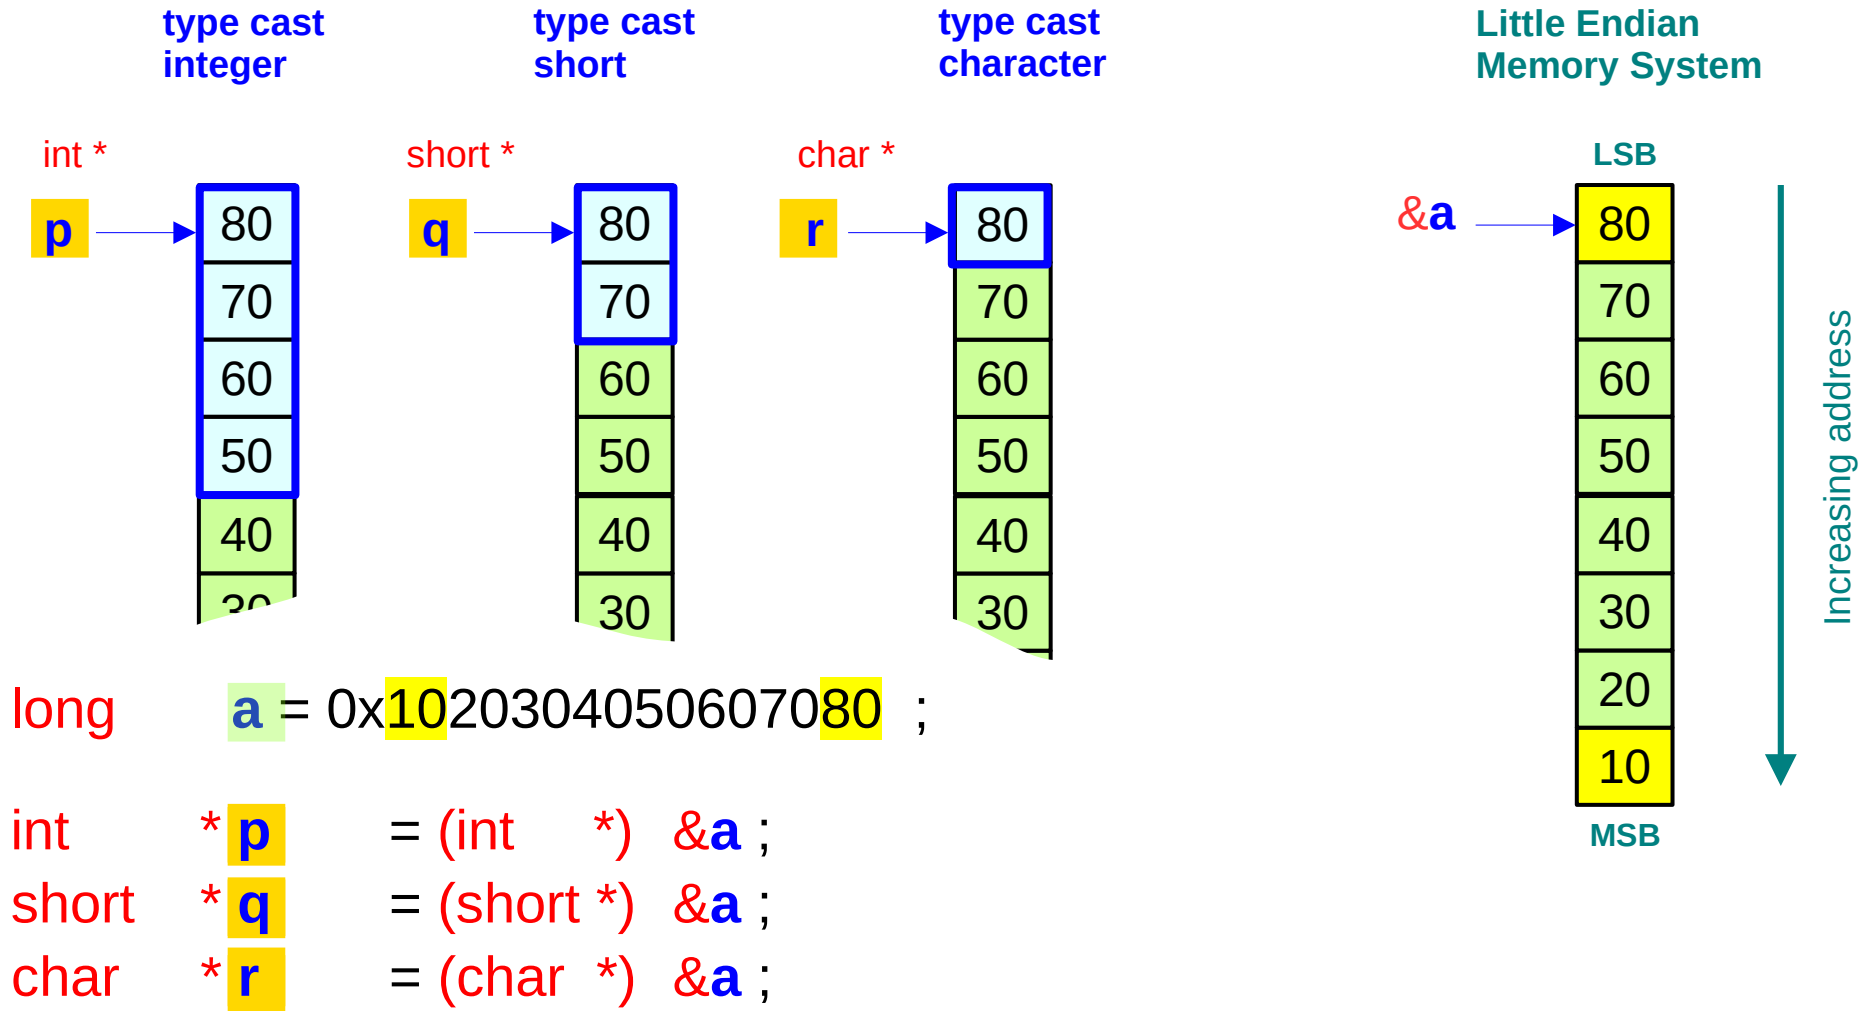 type cast
integer
type cast
short
type cast
character
Little Endian
Memory System
int *
short *
char *
LSB
p
80
70
60
50
40
30
q
80
70
60
50
40
30
r
80
70
60
50
40
30
&a
80
70
60
50
40
30
20
10
MSB
Increasing address
long a = 0x1020304050607080 ;
int * p = (int *) &a ;
short * q = (short *) &a ;
char * r = (char *) &a ;